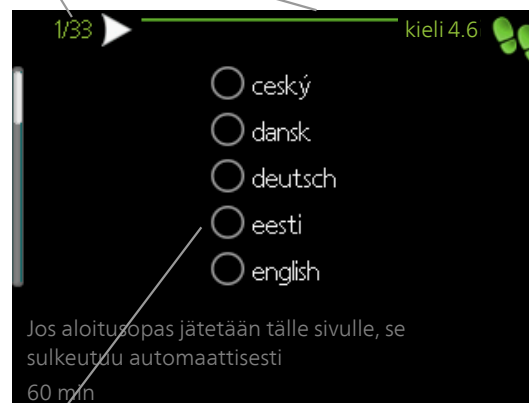 1/33
kieli 4.6
ceský
dansk
deutsch
eesti
english
Jos aloitusopas jätetään tälle sivulle, se
sulkeutuu automaattisesti
60 min